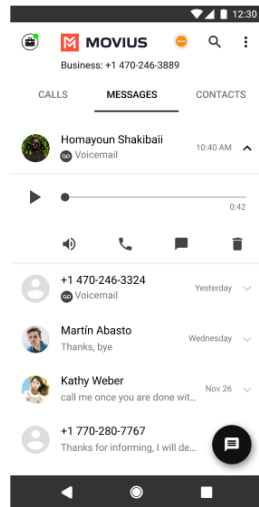 12:30
MOVIUS
Business: +1 470-246-3889
CALLS MESSAGES CONTACTS
Homayoun Shakibaii
Voicemail
10:40 AM
0:42
+1 470-246-3324
Voicemail
Yesterday
Martín Abasto
Thanks, bye
Wednesday
Kathy Weber
call me once you are done wit...
Nov 26
+1 770-280-7767
Thanks for informing, I will de...